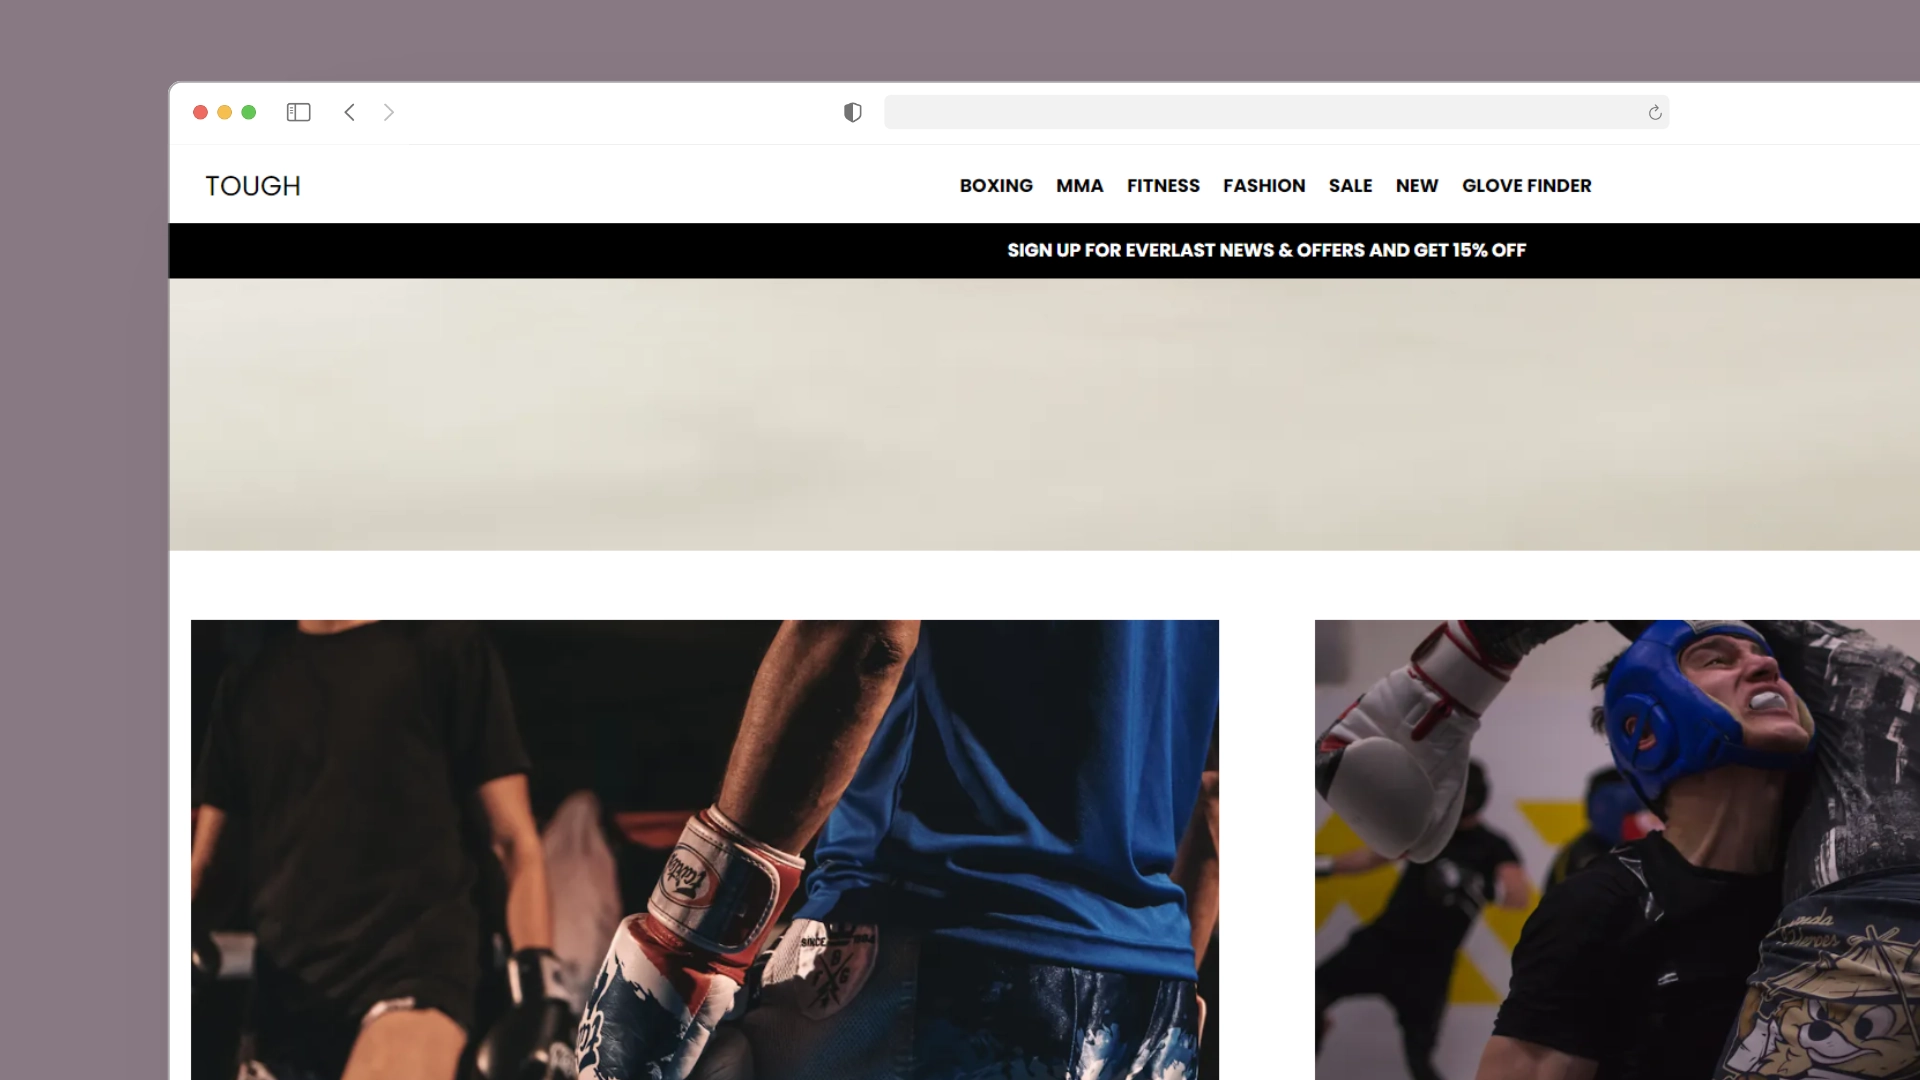 TOUGH
BOXING MMA FITNESS FASHION SALE NEW GLOVE FINDER
SIGN UP FOR EVERLAST NEWS & OFFERS AND GET 15% OFF
SINCE